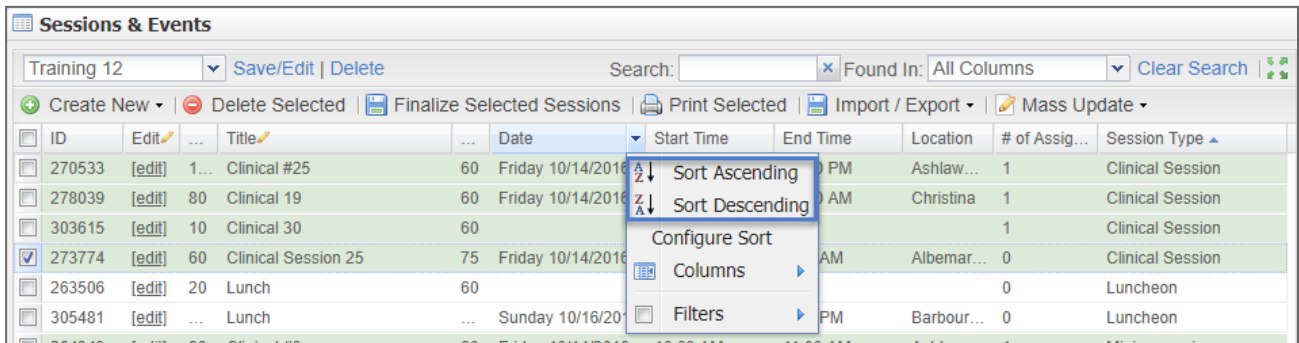 Sessions & Events
Training 12 Save/Edit | Delete Search: Found In: All Columns Clear Search |
Create New | Delete Selected | Finalize Selected Sessions | Print Selected | Import / Export | Mass Update
ID Edit ... Title ... Date Start Time End Time Location # of Assig... Session Type
270533 [edit] 1... Clinical #25 60 Friday 10/14/2016 PM Ashlaw... 1 Clinical Session
Sort Ascending
278039 [edit] 80 Clinical 19 60 Friday 10/14/2016 AM Christina 1 Clinical Session
Sort Descending
303615 [edit] 10 Clinical 30 60 1 Clinical Session
Configure Sort
273774 [edit] 60 Clinical Session 25 75 Friday 10/14/2016 AM Albemar... 0 Clinical Session
Columns
263506 [edit] 20 Lunch 60 0 Luncheon
Filters
305481 [edit] ... Lunch ... Sunday 10/16/201 PM Barbour... 0 Luncheon